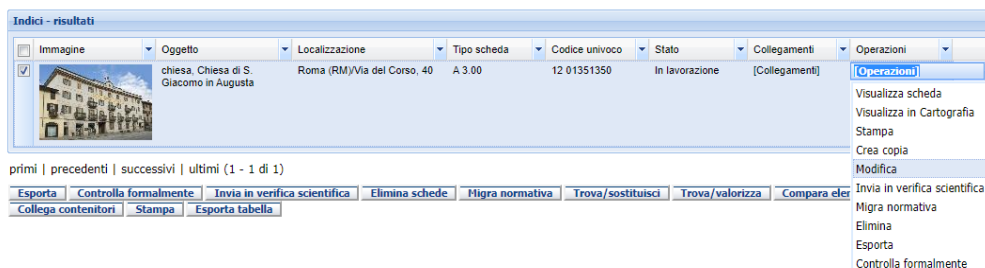 Indici - risultati
Immagine Oggetto Localizzazione Tipo scheda Codice univoco Stato Collegamenti Operazioni
chiesa, Chiesa di S. Giacomo in Augusta Roma (RM)/Via del Corso, 40 A 3.00 12 01351350 In lavorazione [Collegamenti] [Operazioni]
Visualizza scheda
Visualizza in Cartografia
Stampa
Crea copia
Modifica
Invia in verifica scientifica
Migra normativa
Elimina
Esporta
Controlla formalmente
primi | precedenti | successivi | ultimi (1 - 1 di 1)
Esporta Controlla formalmente Invia in verifica scientifica Elimina schede Migra normativa Trova/sostituisci Trova/valorizza Compara eler
Collega contenitori Stampa Esporta tabella